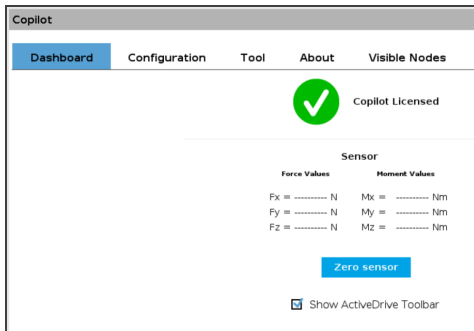 Copilot
Dashboard Configuration Tool About Visible Nodes
Copilot Licensed
Sensor
Force Values Moment Values
Fx = ---------- N Mx = ---------- Nm
Fy = ---------- N My = ---------- Nm
Fz = ---------- N Mz = ---------- Nm
Zero sensor
Show ActiveDrive Toolbar